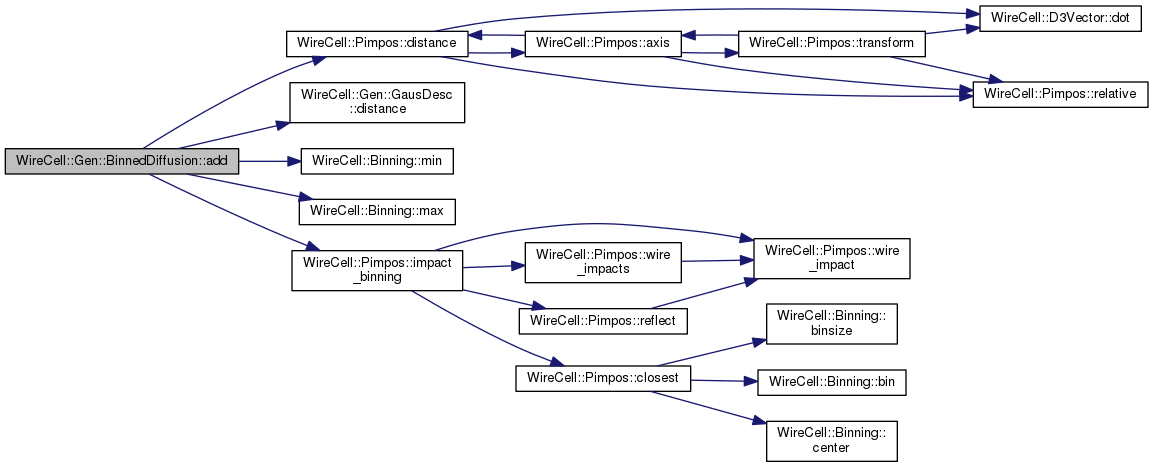 WireCell::D3Vector::dot
WireCell::Pimpos::distance
WireCell::Pimpos::axis
WireCell::Pimpos::transform
WireCell::Pimpos::relative
WireCell::Gen::GausDesc
::distance
WireCell::Gen::BinnedDiffusion::add
WireCell::Binning::min
WireCell::Binning::max
WireCell::Pimpos::impact
_binning
WireCell::Pimpos::wire
_impacts
WireCell::Pimpos::wire
_impact
WireCell::Pimpos::reflect
WireCell::Binning::
binsize
WireCell::Pimpos::closest
WireCell::Binning::bin
WireCell::Binning::
center